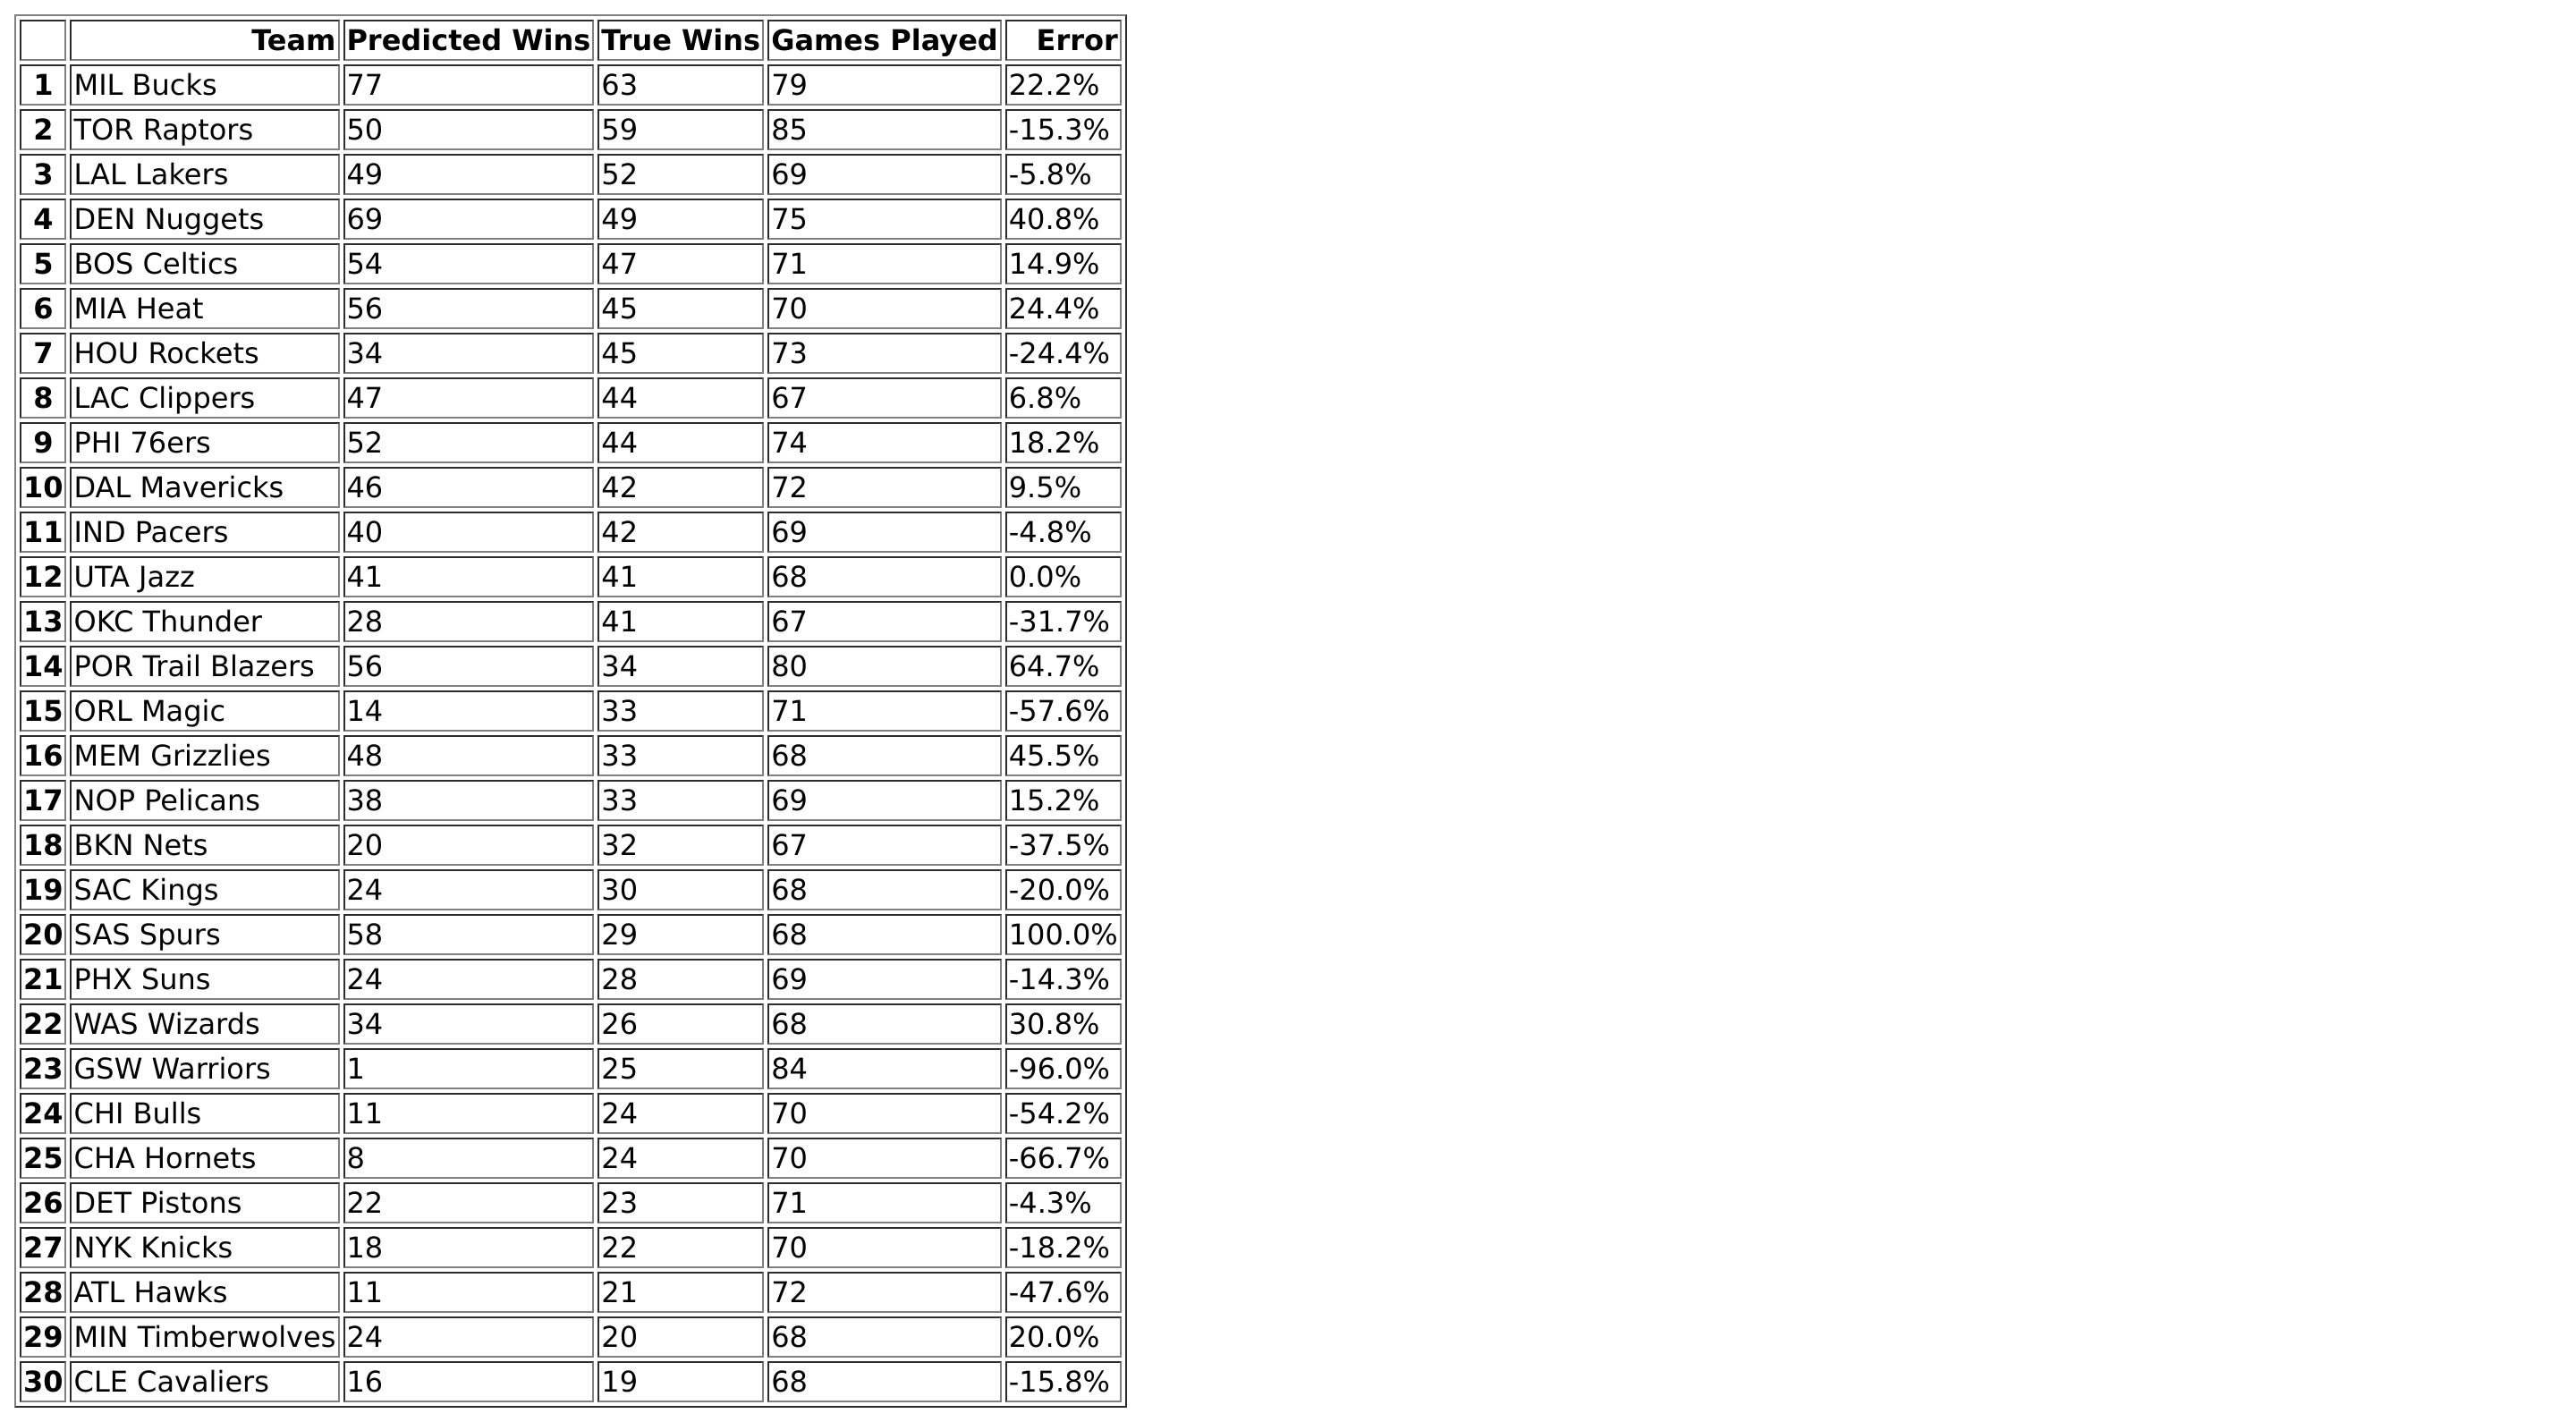 Team Predicted Wins True Wins Games Played Error
1 MIL Bucks 77 63 79 22.2%
2 TOR Raptors 50 59 85 -15.3%
3 LAL Lakers 49 52 69 -5.8%
4 DEN Nuggets 69 49 75 40.8%
5 BOS Celtics 54 47 71 14.9%
6 MIA Heat 56 45 70 24.4%
7 HOU Rockets 34 45 73 -24.4%
8 LAC Clippers 47 44 67 6.8%
9 PHI 76ers 52 44 74 18.2%
10 DAL Mavericks 46 42 72 9.5%
11 IND Pacers 40 42 69 -4.8%
12 UTA Jazz 41 41 68 0.0%
13 OKC Thunder 28 41 67 -31.7%
14 POR Trail Blazers 56 34 80 64.7%
15 ORL Magic 14 33 71 -57.6%
16 MEM Grizzlies 48 33 68 45.5%
17 NOP Pelicans 38 33 69 15.2%
18 BKN Nets 20 32 67 -37.5%
19 SAC Kings 24 30 68 -20.0%
20 SAS Spurs 58 29 68 100.0%
21 PHX Suns 24 28 69 -14.3%
22 WAS Wizards 34 26 68 30.8%
23 GSW Warriors 1 25 84 -96.0%
24 CHI Bulls 11 24 70 -54.2%
25 CHA Hornets 8 24 70 -66.7%
26 DET Pistons 22 23 71 -4.3%
27 NYK Knicks 18 22 70 -18.2%
28 ATL Hawks 11 21 72 -47.6%
29 MIN Timberwolves 24 20 68 20.0%
30 CLE Cavaliers 16 19 68 -15.8%